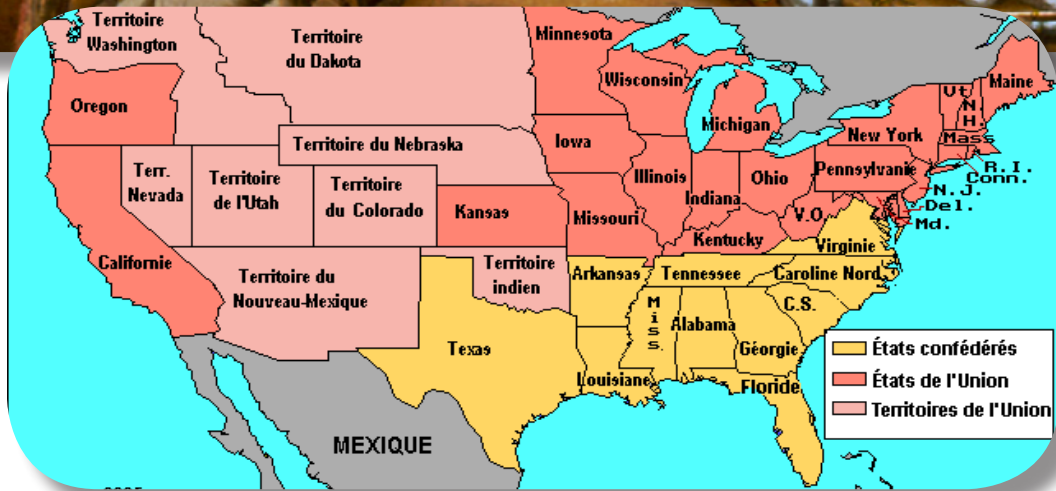 Territoire
Washington
Territoire
du Dakota
Minnesota
Maine
Wisconsin
Vt
N.
H.
Oregon
Michigan
New York
Mass
Territoire du Nebraska
Iowa
Terr.
Nevada
Territoire
de l'Utah
Territoire
du Colorado
Illinois
Indiana
Ohio
Pennsylvanie
R.I.
Conn.
N.J.
Del.
Md.
Kansas
Missouri
V.O.
Kentucky
Virginie
Californie
Territoire du
Nouveau-Mexique
Territoire
indien
Arkansas
Tennessee
Caroline Nord
Miss.
C.S.
Alabama
Géorgie
Texas
Louisiane
Floride
États confédérés
États de l'Union
Territoires de l'Union
MEXIQUE